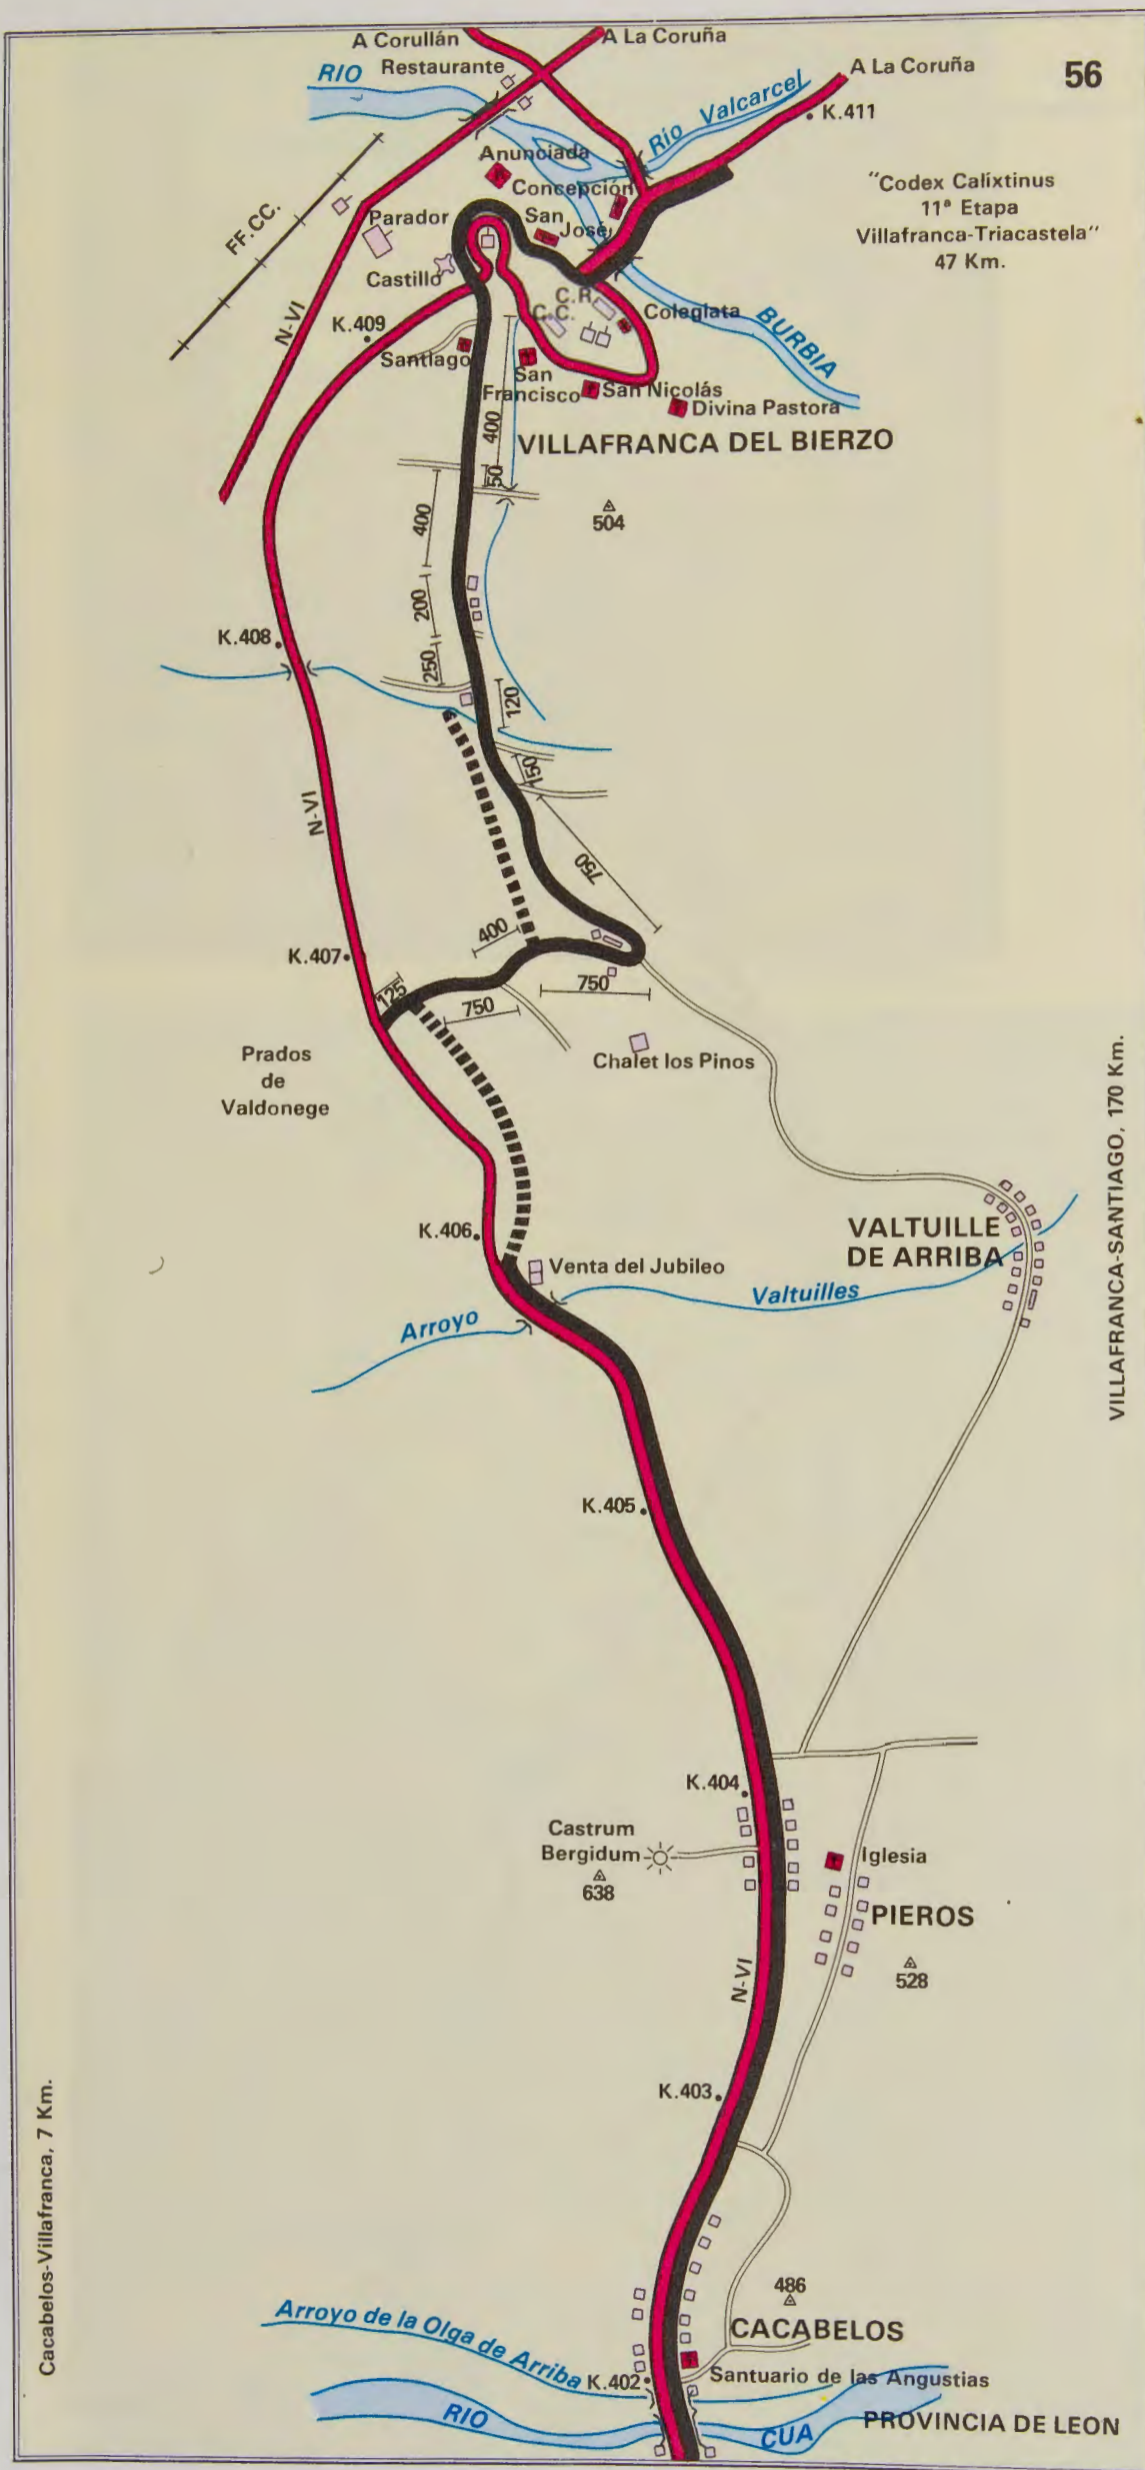 A Corullán
A La Coruña
Restaurante
RIO
A La Coruña
56
K.411
Río Valcarcel
Anunciada
Concepción
"Codex Calixtinus
11ª Etapa
Villafranca-Triacastela"
47 Km.
FF.CC.
Parador
San
José
Castillo
C.R.
C.C.
Colegiata
BURBIA
N-VI
K.409
Santiago
San
Francisco
San Nicolás
Divina Pastora
400
VILLAFRANCA DEL BIERZO
50
504
400
200
K.408
250
120
150
N-VI
750
400
K.407
125
750
750
Chalet los Pinos
Prados
de
Valdonege
VILLAFRANCA-SANTIAGO, 170 Km.
K.406
VALTUILLE
DE ARRIBA
Venta del Jubileo
Valtuilles
Arroyo
K.405
K.404
Castrum
Bergidum
638
Iglesia
PIEROS
528
N-VI
K.403
Cacabelos-Villafranca, 7 Km.
486
CACABELOS
Arroyo de la Olga de Arriba
K.402
Santuario de las Angustias
RIO
CUA
PROVINCIA DE LEON